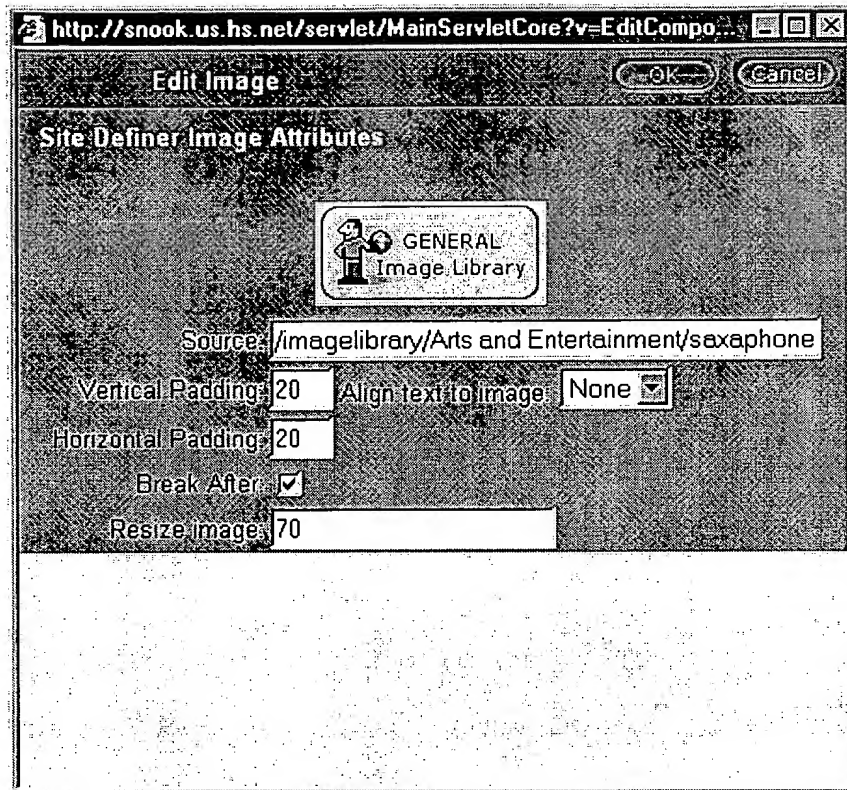 http://snook.us.hs.net/servlet/MainServletCore?v=EditCompo...
Edit Image
OK Cancel
Site Definer Image Attributes
GENERAL
Image Library
Source: /imagelibrary/Arts and Entertainment/saxaphone
Vertical Padding: 20 Align text to image: None
Horizontal Padding: 20
Break After:
Resize image: 70